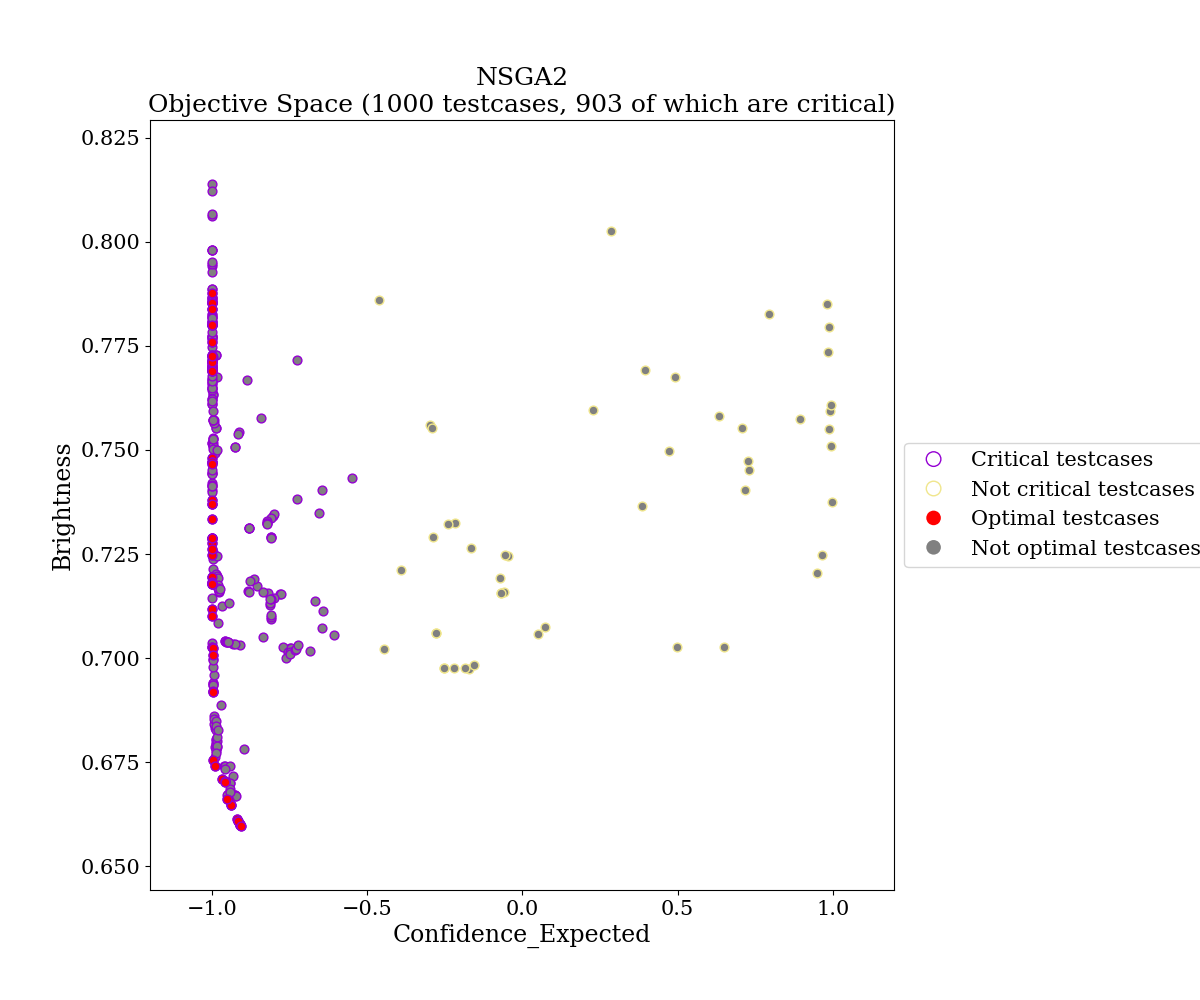 NSGA2
Objective Space (1000 testcases, 903 of which are critical)
0.825
0.800
0.775
0.750
0.725
0.700
0.675
0.650
Brightness
−1.0
−0.5
0.0
0.5
1.0
Confidence_Expected
Critical testcases
Not critical testcases
Optimal testcases
Not optimal testcases